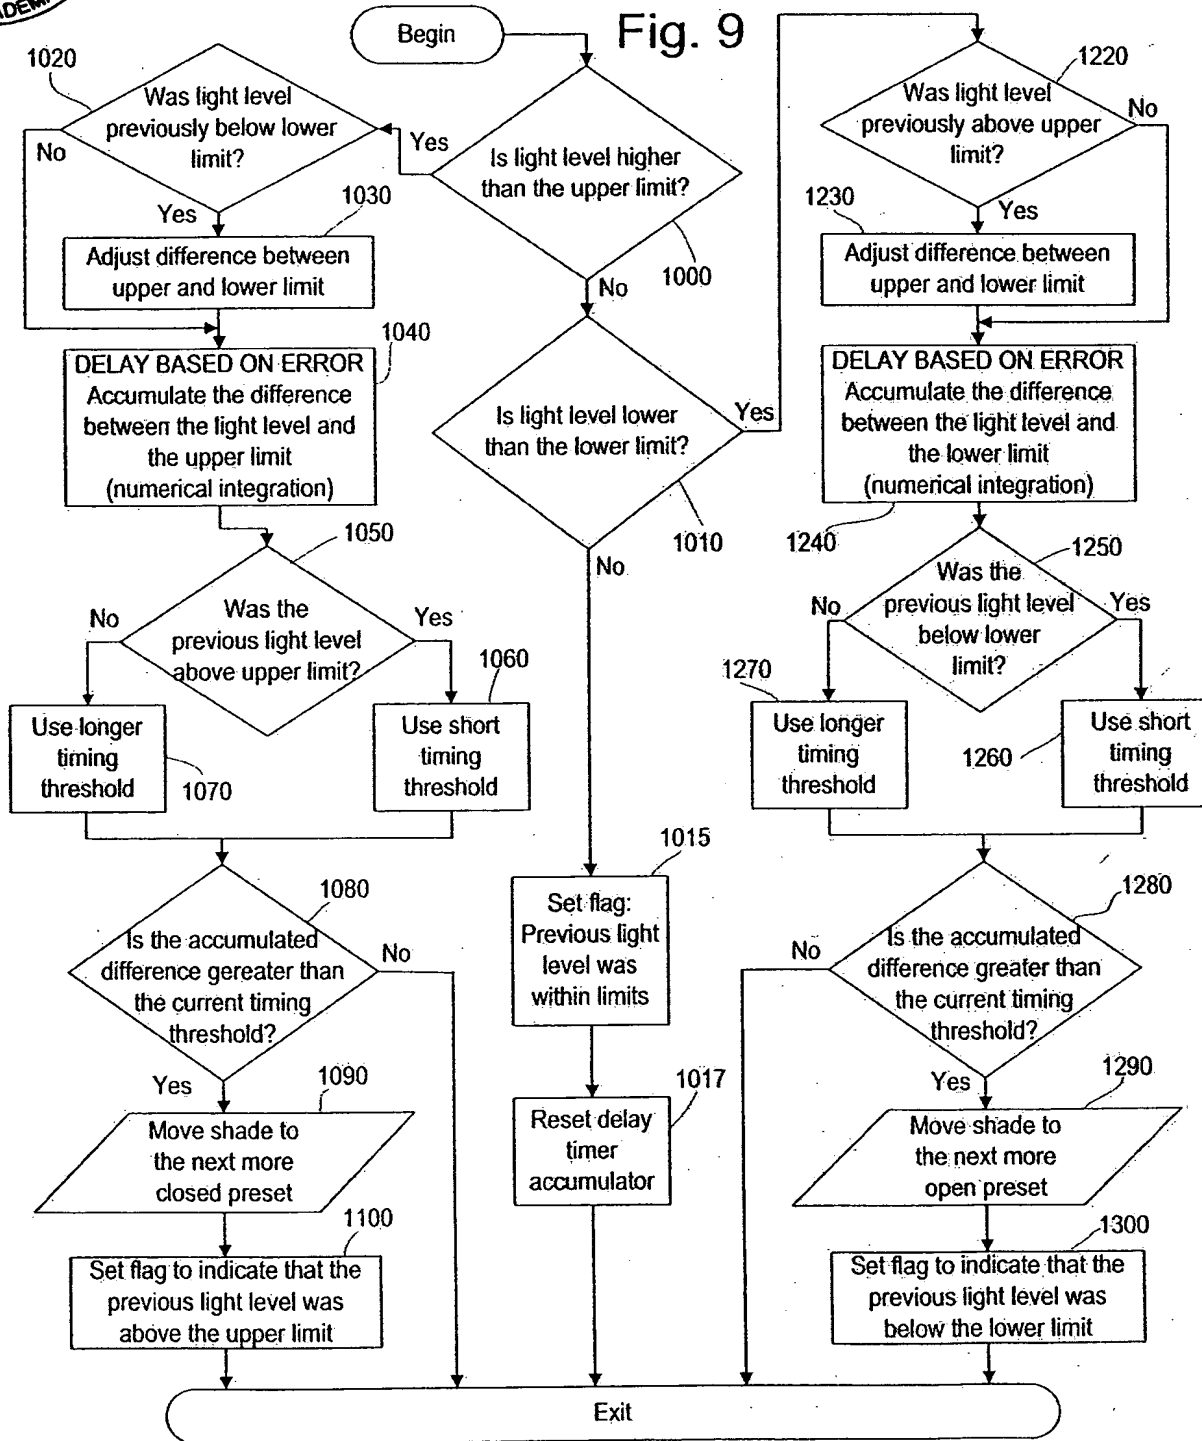 Fig. 9
Begin
1000
Is light level higher
than the upper limit?
Yes
No
1020
Was light level
previously below lower
limit?
No
Yes
1030
Adjust difference between
upper and lower limit
1040
DELAY BASED ON ERROR
Accumulate the difference
between the light level and
the upper limit
(numerical integration)
1050
Was the
previous light level
above upper limit?
No
Yes
1070
Use longer
timing
threshold
1060
Use short
timing
threshold
1080
Is the accumulated
difference gereater than
the current timing
threshold?
No
Yes
1090
Move shade to
the next more
closed preset
1100
Set flag to indicate that the
previous light level was
above the upper limit
1010
Is light level lower
than the lower limit?
Yes
No
1015
Set flag:
Previous light
level was
within limits
1017
Reset delay
timer
accumulator
1220
Was light level
previously above upper
limit?
No
Yes
1230
Adjust difference between
upper and lower limit
DELAY BASED ON ERROR
Accumulate the difference
between the light level and
the lower limit
(numerical integration)
1240
1250
Was the
previous light level
below lower
limit?
No
Yes
1270
Use longer
timing
threshold
1260
Use short
timing
threshold
1280
Is the accumulated
difference greater than
the current timing
threshold?
No
Yes
1290
Move shade to
the next more
open preset
1300
Set flag to indicate that the
previous light level was
below the lower limit
Exit